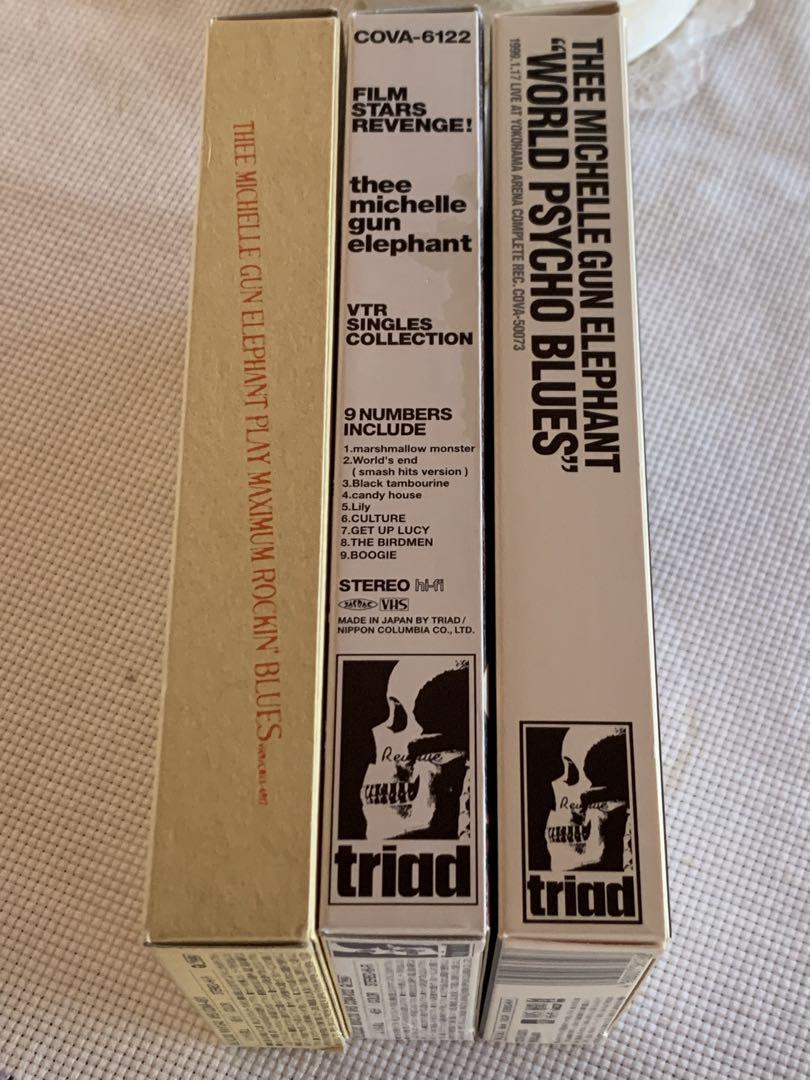 THEE MICHELLE GUN ELEPHANT PLAY MAXIMUM ROCKIN' BLUES
COVA-6122
FILM
STARS
REVENGE!
thee
michelle
gun
elephant
VTR
SINGLES
COLLECTION
9 NUMBERS
INCLUDE
1.marshmallow monster
2.World's end
( smash hits version )
3.Black tambourine
4.candy house
5.Lily
6.CULTURE
7.GET UP LUCY
8.THE BIRDMEN
9.BOOGIE
STEREO hi-fi
VHS
MADE IN JAPAN BY TRIAD /
NIPPON COLUMBIA CO., LTD.
Revenue
triad
THEE MICHELLE GUN ELEPHANT
“WORLD PSYCHO BLUES”
1999.1.17 LIVE AT YOKOHAMA ARENA COMPLETE REC. COVA-50073
triad